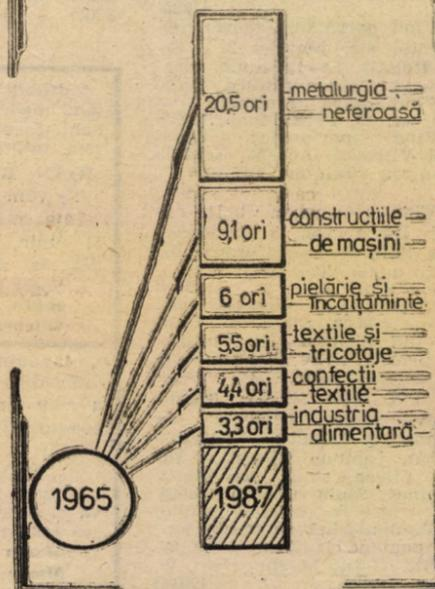 20,5 ori
metalurgia
neferoasă
9,1 ori
construcțiile
de mașini
6 ori
pielărie și
încălțăminte
5,5 ori
textile și
tricotaje
4,4 ori
confecții
textile
3,3 ori
industria
alimentară
1965
1987